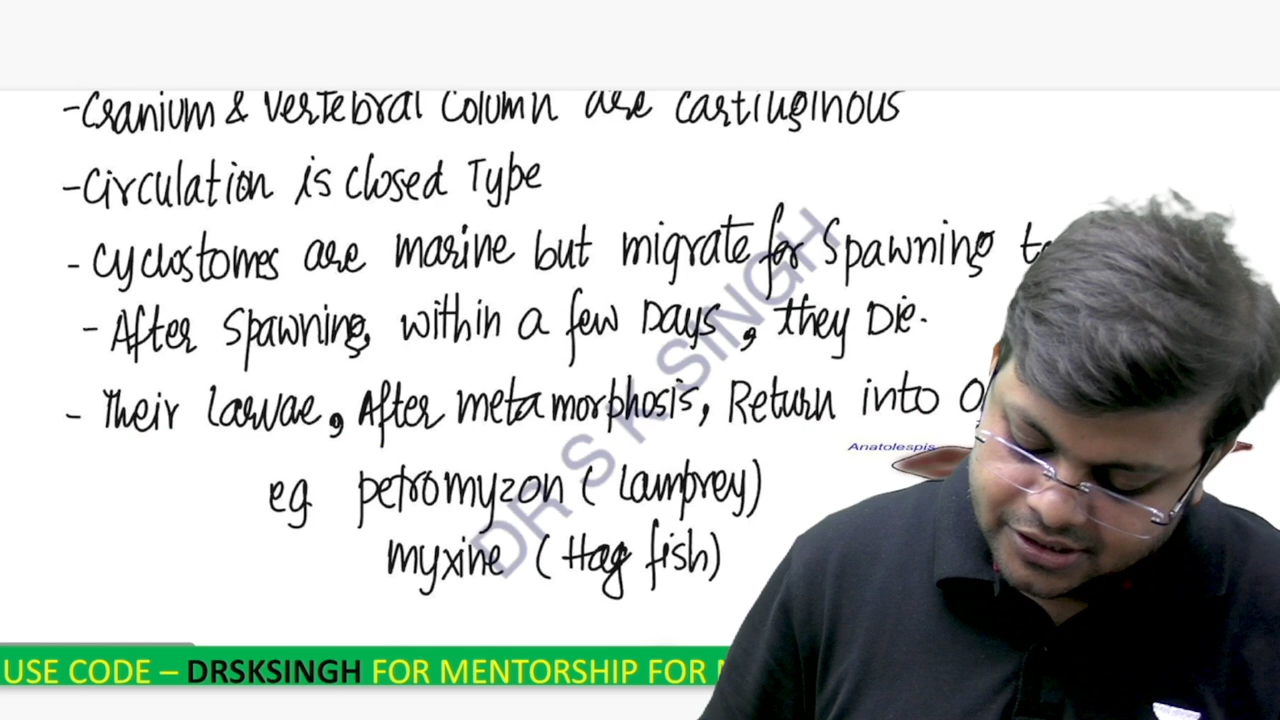 -Cranium & Vertebral Column are Cartilaginous
-Circulation is Closed Type
- Cyclostomes are marine but migrate for Spawning
- After Spawning, within a few Days, they Die.
- Their larvae, After metamorphosis, Return into
Anatolespis
eg petromyzon (Lamprey)
myxine (Hag fish)
DR S K SINGH
USE CODE – DRSKSINGH FOR MENTORSHIP FOR